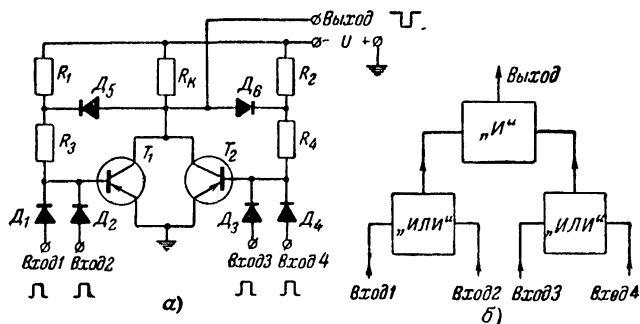 Выход
- U +
R1
Д5
Rк
Д6
R2
R3
T1
T2
R4
Д1
Д2
Д3
Д4
Вход1
Вход2
Вход3
Вход4
а)
Выход
„И“
„ИЛИ“
„ИЛИ“
Вход1
Вход2
Вход3
Вход4
б)